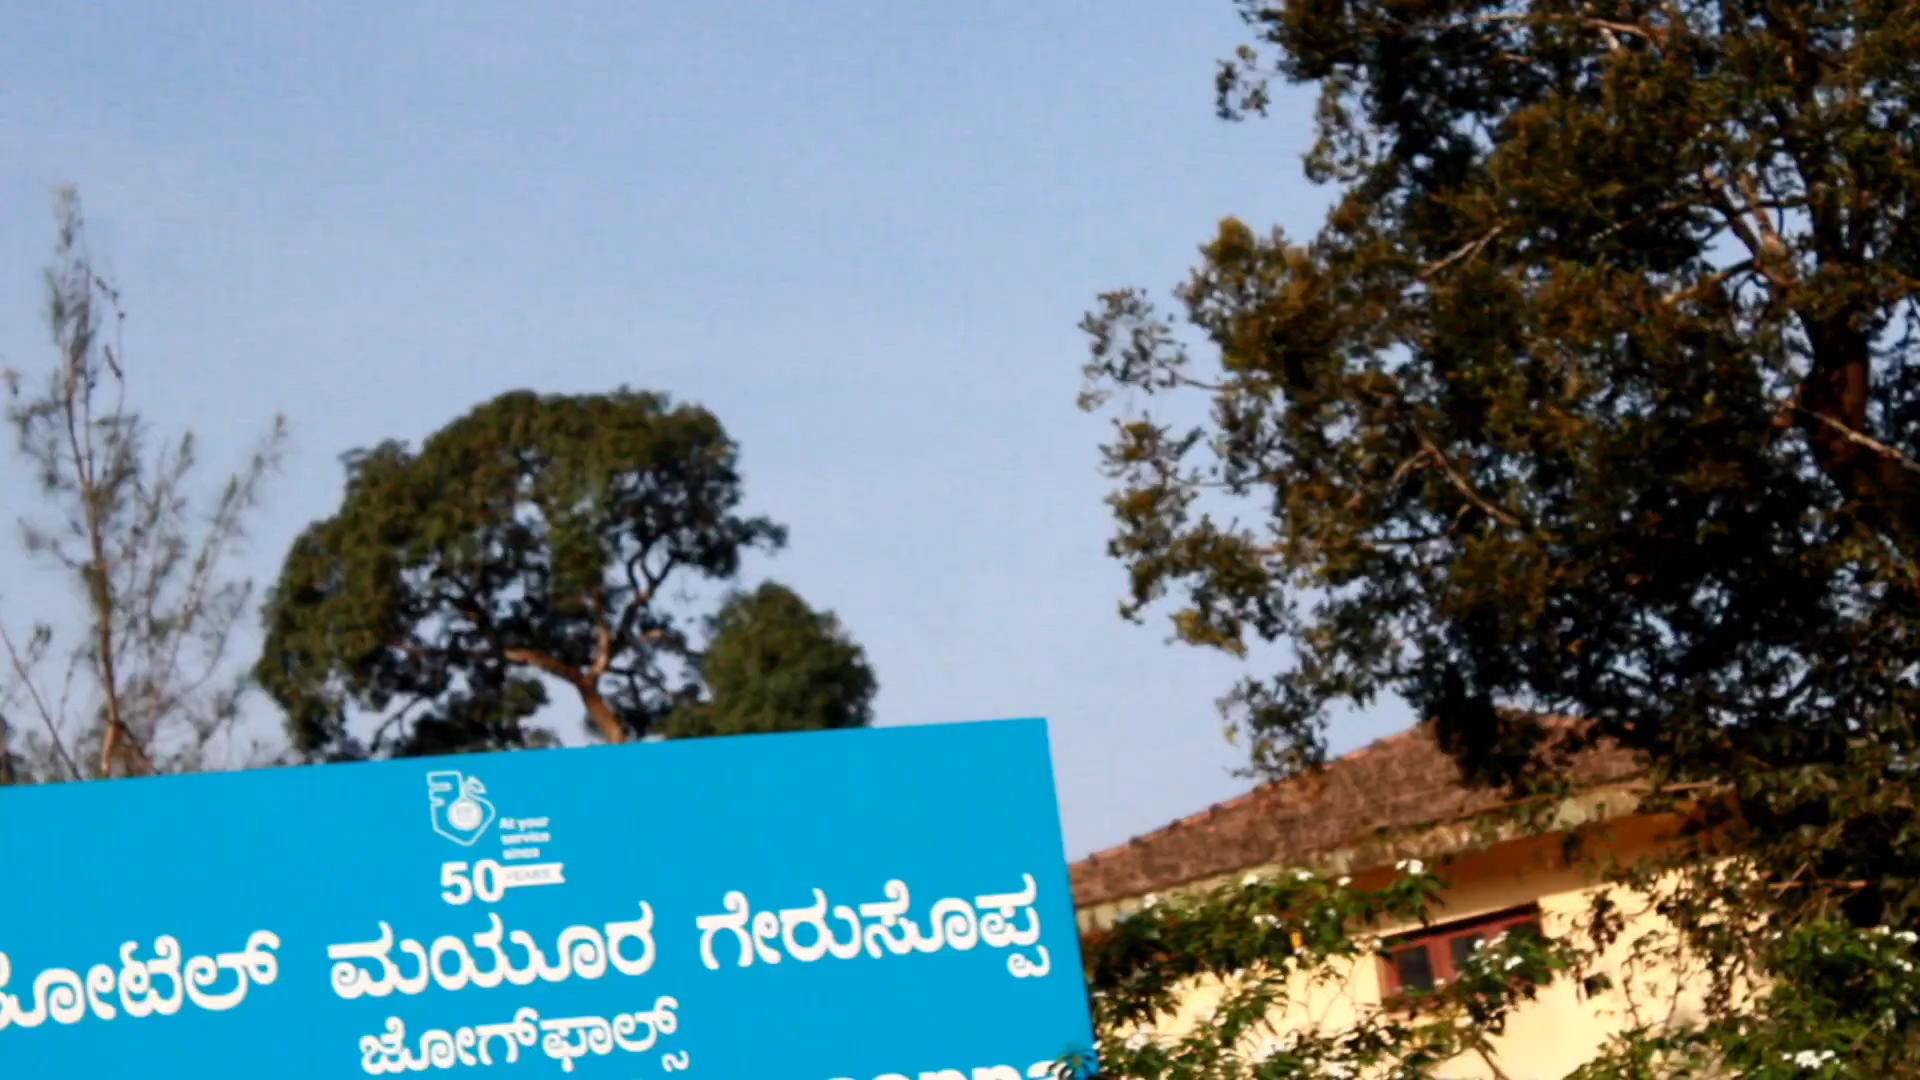 At your
service
since
50 YEARS
ಹೋಟೆಲ್ ಮಯೂರ ಗೇರುಸೊಪ್ಪ
ಜೋಗ್‌ಫಾಲ್ಸ್